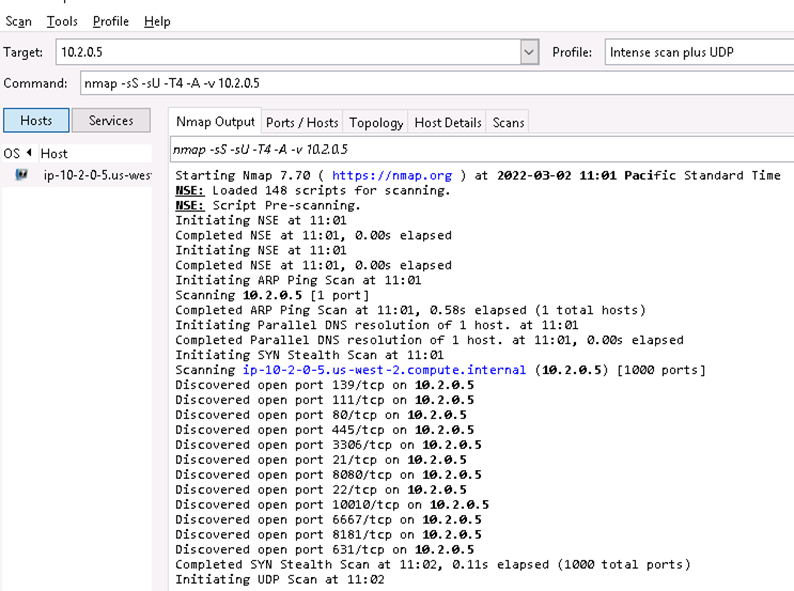 Scan Tools Profile Help
Target: 10.2.0.5 Profile: Intense scan plus UDP
Command: nmap -sS -sU -T4 -A -v 10.2.0.5
Hosts Services Nmap Output Ports / Hosts Topology Host Details Scans
OS Host nmap -sS -sU -T4 -A -v 10.2.0.5
ip-10-2-0-5.us-west
Starting Nmap 7.70 ( https://nmap.org ) at 2022-03-02 11:01 Pacific Standard Time
NSE: Loaded 148 scripts for scanning.
NSE: Script Pre-scanning.
Initiating NSE at 11:01
Completed NSE at 11:01, 0.00s elapsed
Initiating NSE at 11:01
Completed NSE at 11:01, 0.00s elapsed
Initiating ARP Ping Scan at 11:01
Scanning 10.2.0.5 [1 port]
Completed ARP Ping Scan at 11:01, 0.58s elapsed (1 total hosts)
Initiating Parallel DNS resolution of 1 host. at 11:01
Completed Parallel DNS resolution of 1 host. at 11:01, 0.00s elapsed
Initiating SYN Stealth Scan at 11:01
Scanning ip-10-2-0-5.us-west-2.compute.internal (10.2.0.5) [1000 ports]
Discovered open port 139/tcp on 10.2.0.5
Discovered open port 111/tcp on 10.2.0.5
Discovered open port 80/tcp on 10.2.0.5
Discovered open port 445/tcp on 10.2.0.5
Discovered open port 3306/tcp on 10.2.0.5
Discovered open port 21/tcp on 10.2.0.5
Discovered open port 8080/tcp on 10.2.0.5
Discovered open port 22/tcp on 10.2.0.5
Discovered open port 10010/tcp on 10.2.0.5
Discovered open port 6667/tcp on 10.2.0.5
Discovered open port 8181/tcp on 10.2.0.5
Discovered open port 631/tcp on 10.2.0.5
Completed SYN Stealth Scan at 11:02, 0.11s elapsed (1000 total ports)
Initiating UDP Scan at 11:02